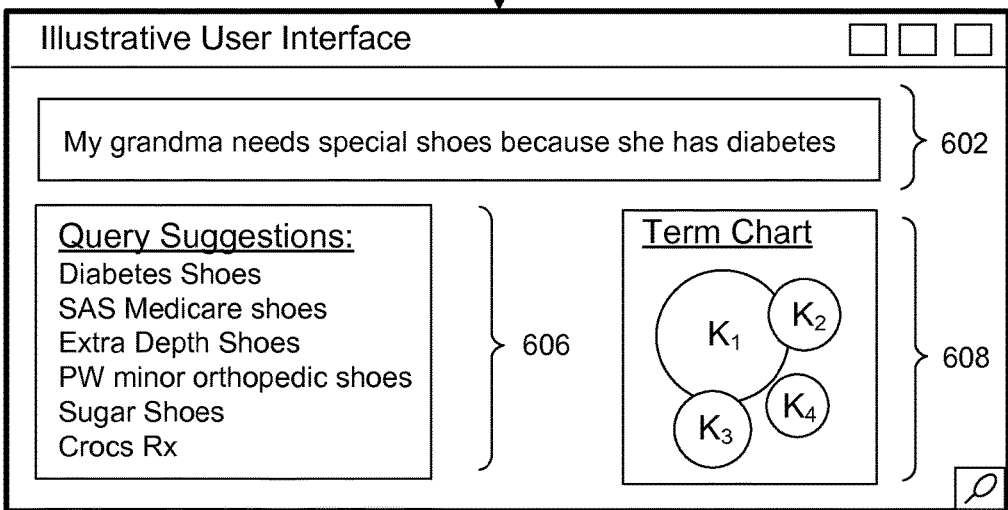 Illustrative User Interface
My grandma needs special shoes because she has diabetes
602
Query Suggestions:
Diabetes Shoes
SAS Medicare shoes
Extra Depth Shoes
PW minor orthopedic shoes
Sugar Shoes
Crocs Rx
606
Term Chart
K₁
K₂
K₃
K₄
608